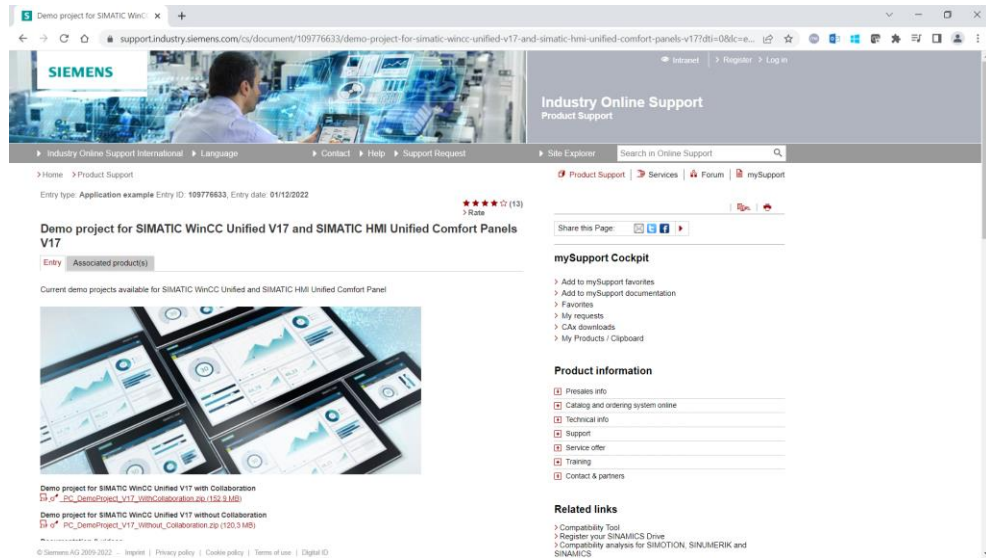 Demo project for SIMATIC WinC
support.industry.siemens.com/cs/document/109776633/demo-project-for-simatic-wincc-unified-v17-and-simatic-hmi-unified-comfort-panels-v17?dti=0&lc=e...
SIEMENS
Intranet > Register > Log in
Industry Online Support
Product Support
Industry Online Support International Language Contact Help Support Request Site Explorer Search in Online Support
>Home >Product Support
Product Support Services Forum mySupport
Entry type: Application example Entry ID: 109776633, Entry date: 01/12/2022
(13)
>Rate
Demo project for SIMATIC WinCC Unified V17 and SIMATIC HMI Unified Comfort Panels
V17
Entry Associated product(s)
Current demo projects available for SIMATIC WinCC Unified and SIMATIC HMI Unified Comfort Panel
Demo project for SIMATIC WinCC Unified V17 with Collaboration
PC_DemoProject_V17_WithCollaboration.zip (152,9 MB)
Demo project for SIMATIC WinCC Unified V17 without Collaboration
PC_DemoProject_V17_Without_Collaboration.zip (120,3 MB)
Share this Page:
mySupport Cockpit
> Add to mySupport favorites
> Add to mySupport documentation
> Favorites
> My requests
> CAx downloads
> My Products / Clipboard
Product information
Presales info
Catalog and ordering system online
Technical info
Support
Service offer
Training
Contact & partners
Related links
>Compatibility Tool
>Register your SINAMICS Drive
>Compatibility analysis for SIMOTION, SINUMERIK and
SINAMICS
© Siemens AG 2009-2022 – Imprint | Privacy policy | Cookie policy | Terms of use | Digital ID